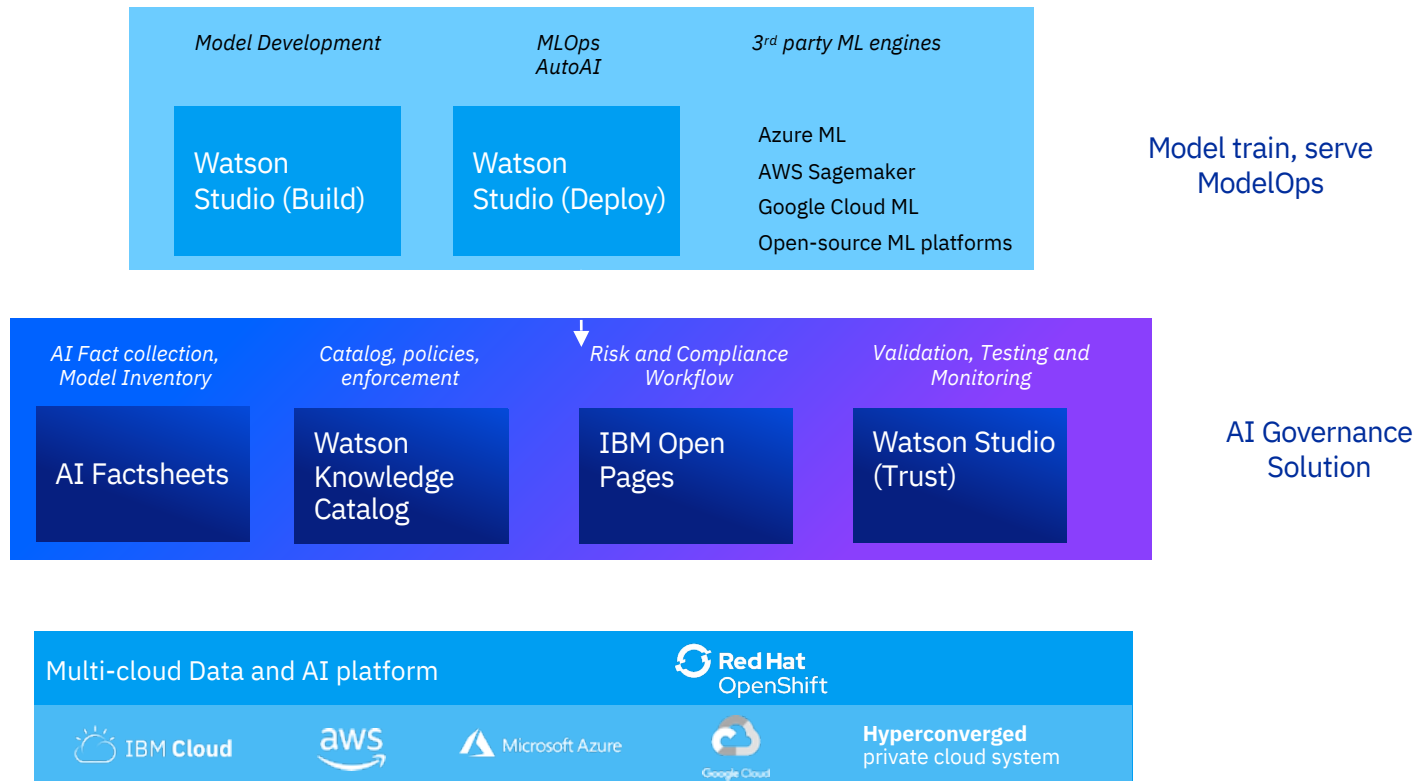 Model Development
MLOps
AutoAI
3rd party ML engines
Watson
Studio (Build)
Watson
Studio (Deploy)
Azure ML
AWS Sagemaker
Google Cloud ML
Open-source ML platforms
Model train, serve
ModelOps
AI Fact collection,
Model Inventory
Catalog, policies,
enforcement
Risk and Compliance
Workflow
Validation, Testing and
Monitoring
AI Factsheets
Watson
Knowledge
Catalog
IBM Open
Pages
Watson Studio
(Trust)
AI Governance
Solution
Multi-cloud Data and AI platform
Red Hat
OpenShift
IBM Cloud
aws
Microsoft Azure
Google Cloud
Hyperconverged
private cloud system